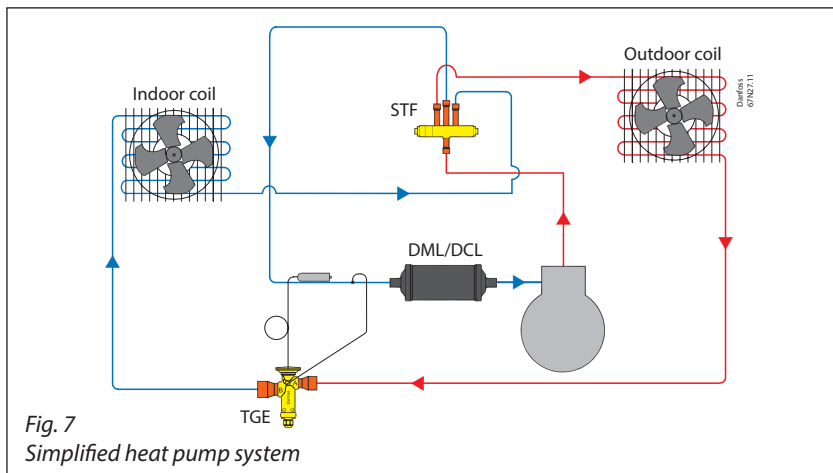 Indoor coil
STF
Outdoor coil
Danfoss
67N27.11
DML/DCL
TGE
Fig. 7
Simplified heat pump system